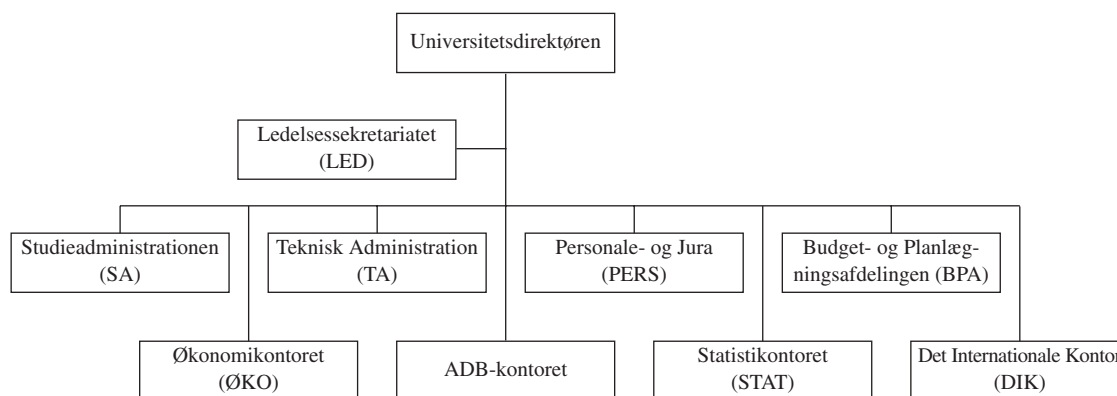 Universitetsdirektøren
Ledelsessekretariatet
(LED)
Studieadministrationen
(SA)
Teknisk Administration
(TA)
Personale- og Jura
(PERS)
Budget- og Planlæg-
ningsafdelingen (BPA)
Økonomikontoret
(ØKO)
ADB-kontoret
Statistikontoret
(STAT)
Det Internationale Kontor
(DIK)